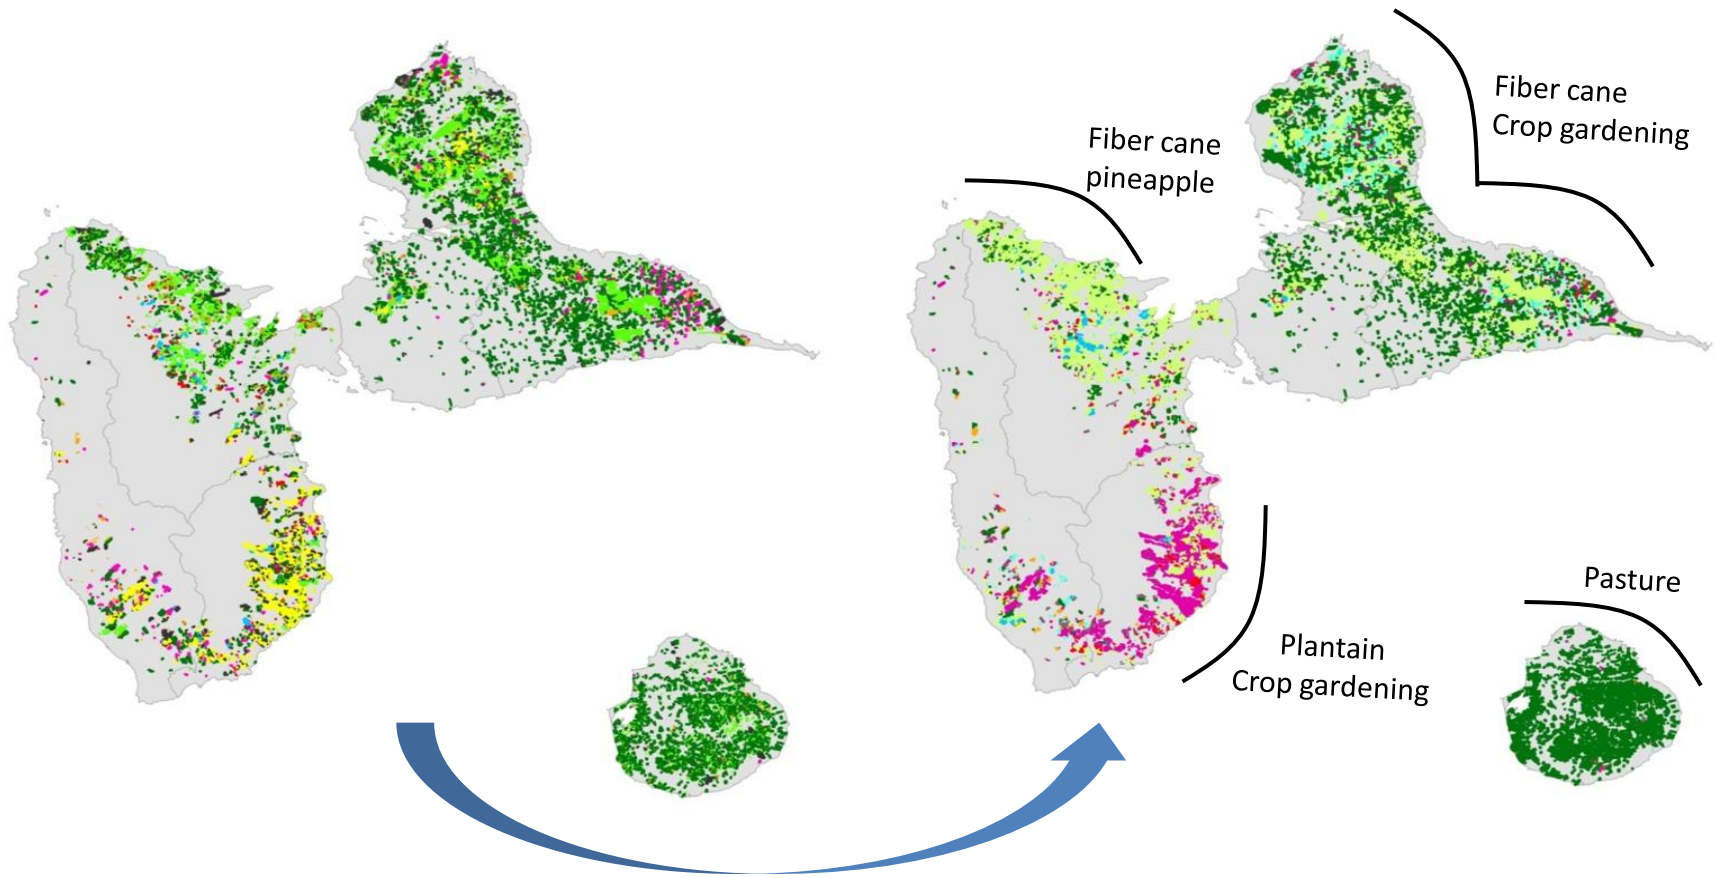 Fiber cane
Crop gardening
Fiber cane
pineapple
Pasture
Plantain
Crop gardening